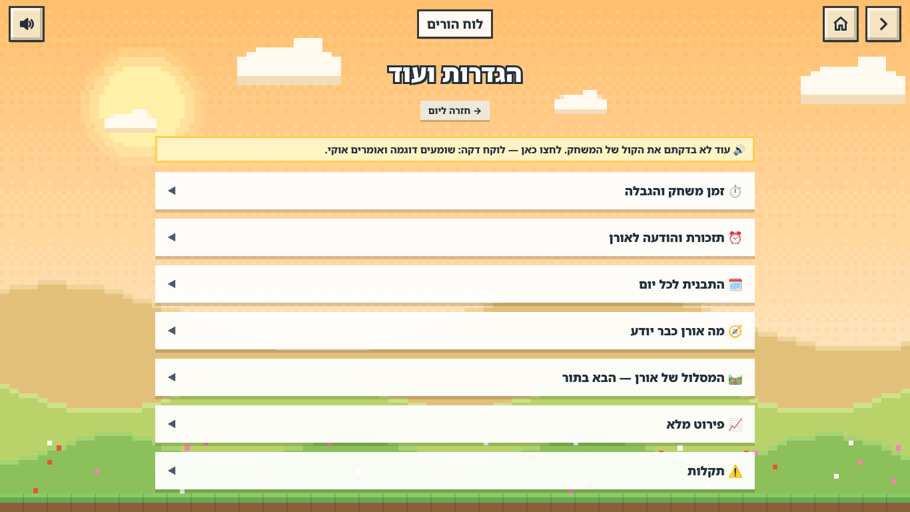 לוח הורים
הגדרות ועוד
→ חזרה ליום
🔊 עוד לא בדקתם את הקול של המשחק. לחצו כאן — לוקח דקה: שומעים דוגמה ואומרים אוקי.
⏱️ זמן משחק והגבלה
⏰ תזכורת והודעה לאורן
🗓️ התבנית לכל יום
🧭 מה אורן כבר יודע
🛤️ המסלול של אורן — הבא בתור
📈 פירוט מלא
⚠️ תקלות